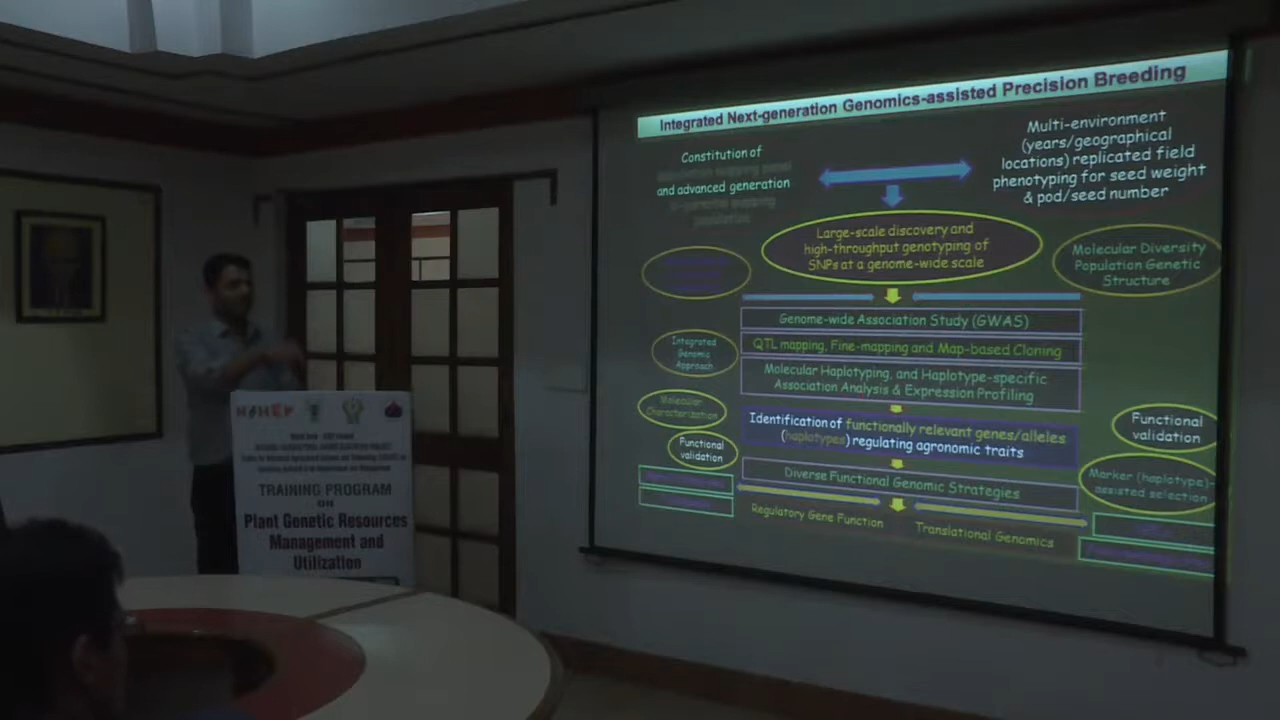 Integrated Next-generation Genomics-assisted Precision Breeding
Constitution of
and advanced generation
Multi-environment
(years/geographical
locations) replicated field
phenotyping for seed weight
& pod/seed number
Large-scale discovery and
high-throughput genotyping of
SNPs at a genome-wide scale
Molecular Diversity
Population Genetic
Structure
Genome-wide Association Study (GWAS)
Integrated
Genomic
Approach
QTL mapping, Fine-mapping and Map-based Cloning
Molecular Haplotyping, and Haplotype-specific
Association Analysis & Expression Profiling
Molecular
Characterization
Identification of functionally relevant genes/alleles
(haplotypes) regulating agronomic traits
Functional
validation
Functional
validation
Diverse Functional Genomic Strategies
Marker (haplotype)-
assisted selection
Regulatory Gene Function
Translational Genomics
NAHEP
TRAINING PROGRAM
ON
Plant Genetic Resources
Management and
Utilization